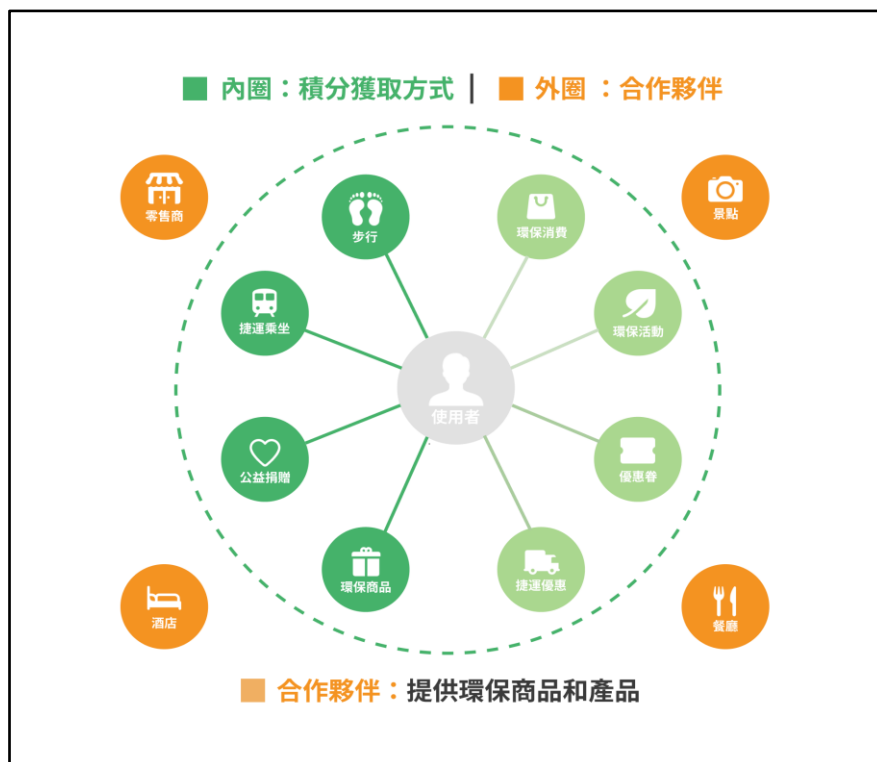 內圈：積分獲取方式 | 外圈 ：合作夥伴
零售商
景點
步行
環保消費
捷運乘坐
環保活動
使用者
公益捐贈
優惠眷
環保商品
捷運優惠
酒店
餐廳
合作夥伴：提供環保商品和產品